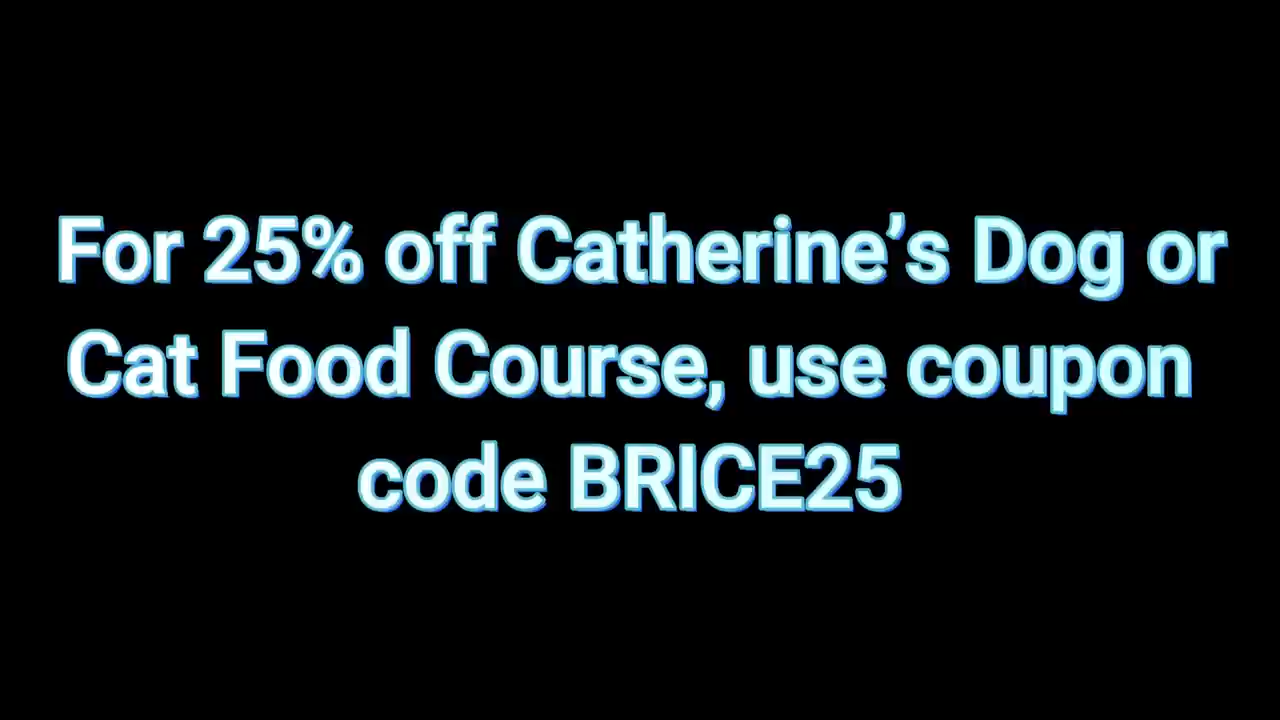 For 25% off Catherine’s Dog or
Cat Food Course, use coupon
code BRICE25